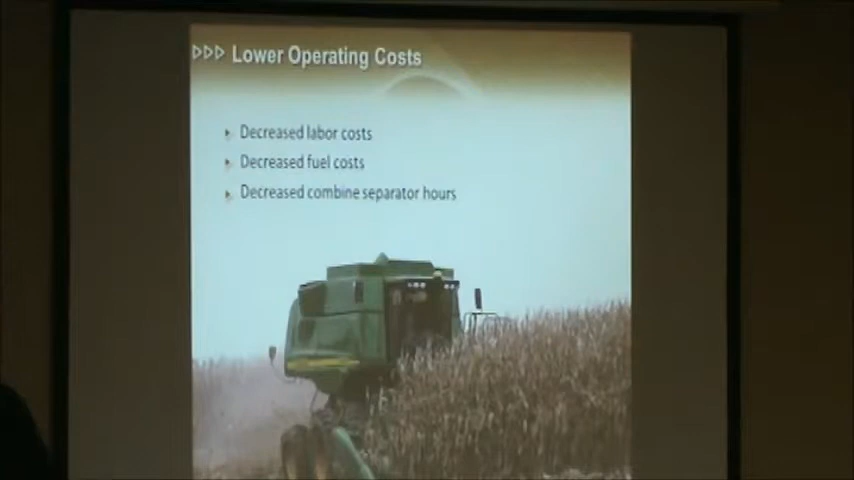 Lower Operating Costs
Decreased labor costs
Decreased fuel costs
Decreased combine separator hours